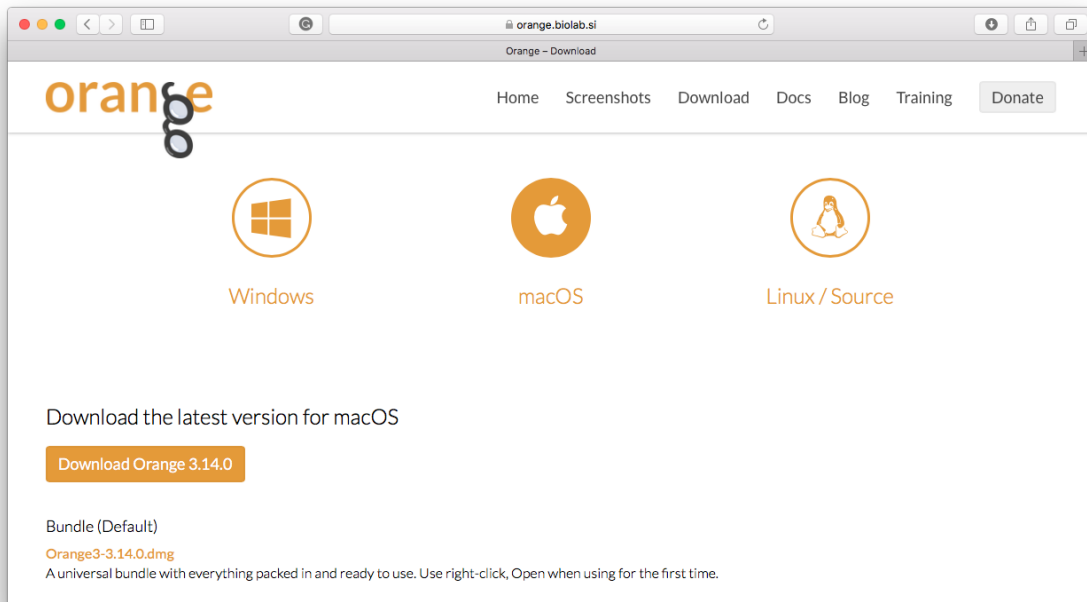 orange.biolab.si
Orange – Download
orange
Home Screenshots Download Docs Blog Training Donate
Windows macOS Linux / Source
Download the latest version for macOS
Download Orange 3.14.0
Bundle (Default)
Orange3-3.14.0.dmg
A universal bundle with everything packed in and ready to use. Use right-click, Open when using for the first time.